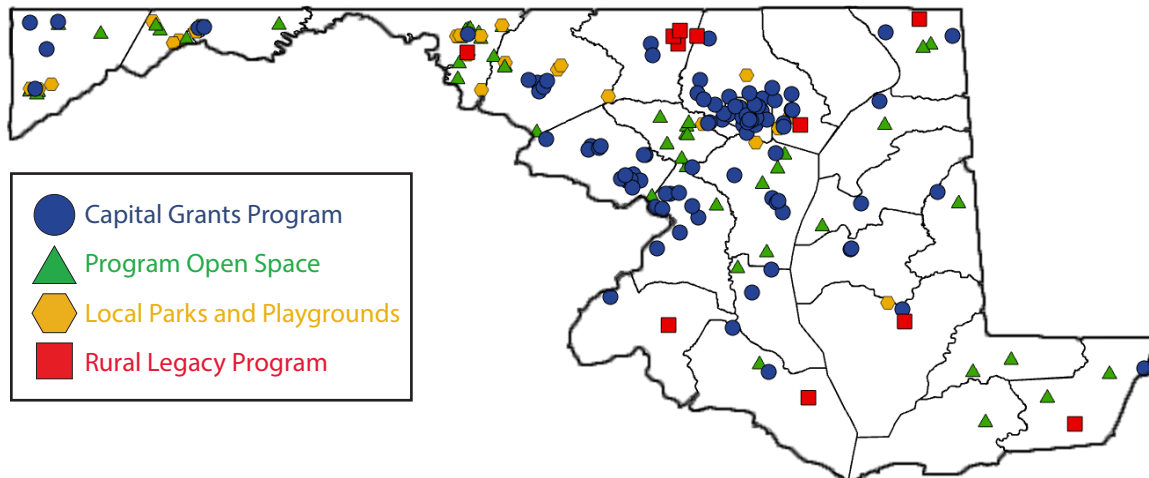 Capital Grants Program
Program Open Space
Local Parks and Playgrounds
Rural Legacy Program